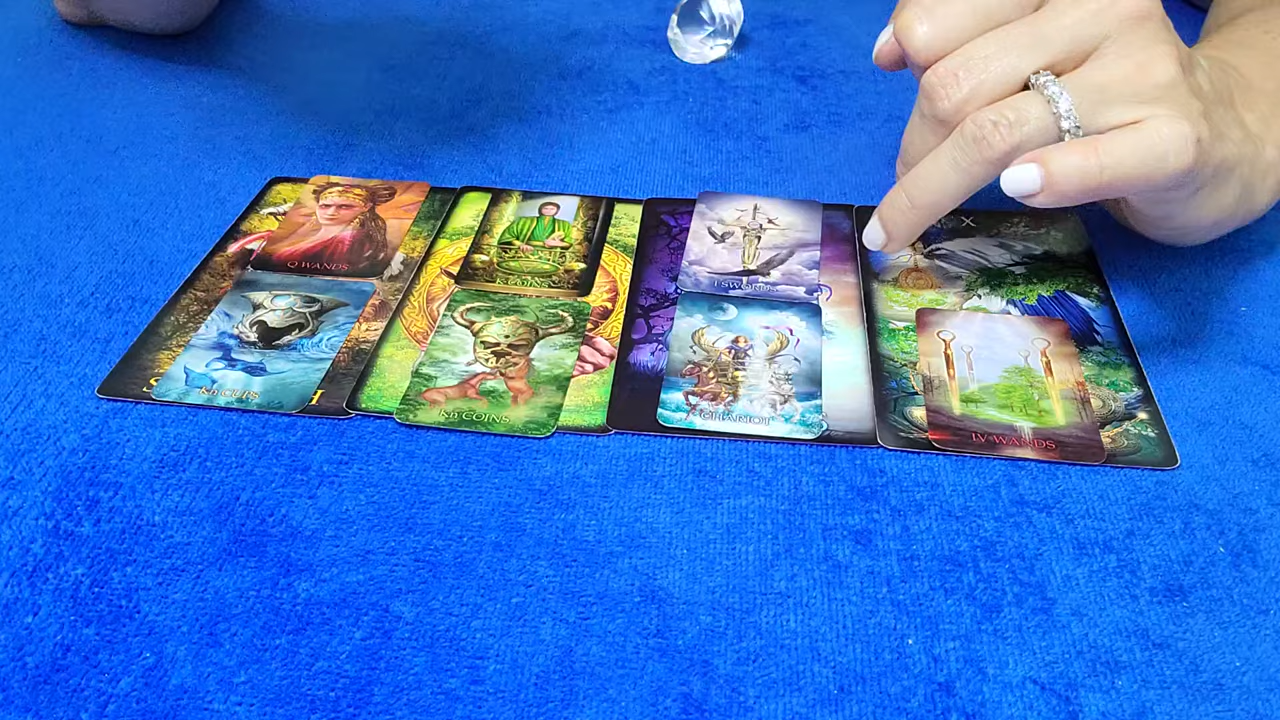 Q WANDS
Kn CUPS
K COINS
Kn COINS
I SWORDS
CHARIOT
X
IV WANDS